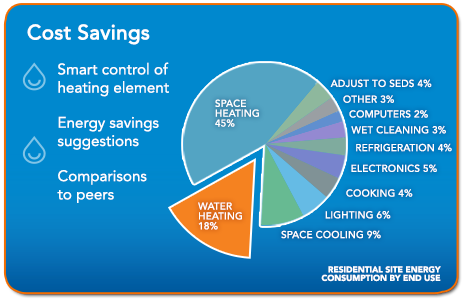 Cost Savings
Smart control of
heating element
Energy savings
suggestions
Comparisons
to peers
SPACE
HEATING
45%
WATER
HEATING
18%
ADJUST TO SEDS 4%
OTHER 3%
COMPUTERS 2%
WET CLEANING 3%
REFRIGERATION 4%
ELECTRONICS 5%
COOKING 4%
LIGHTING 6%
SPACE COOLING 9%
RESIDENTIAL SITE ENERGY
CONSUMPTION BY END USE